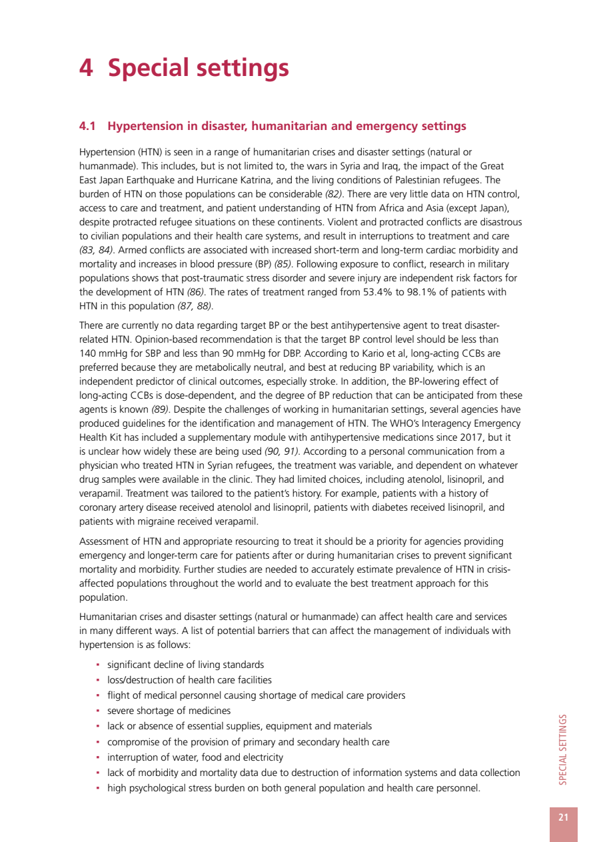 4 Special settings
4.1 Hypertension in disaster, humanitarian and emergency settings
Hypertension (HTN) is seen in a range of humanitarian crises and disaster settings (natural or
humanmade). This includes, but is not limited to, the wars in Syria and Iraq, the impact of the Great
East Japan Earthquake and Hurricane Katrina, and the living conditions of Palestinian refugees. The
burden of HTN on those populations can be considerable (82). There are very little data on HTN control,
access to care and treatment, and patient understanding of HTN from Africa and Asia (except Japan),
despite protracted refugee situations on these continents. Violent and protracted conflicts are disastrous
to civilian populations and their health care systems, and result in interruptions to treatment and care
(83, 84). Armed conflicts are associated with increased short-term and long-term cardiac morbidity and
mortality and increases in blood pressure (BP) (85). Following exposure to conflict, research in military
populations shows that post-traumatic stress disorder and severe injury are independent risk factors for
the development of HTN (86). The rates of treatment ranged from 53.4% to 98.1% of patients with
HTN in this population (87, 88).
There are currently no data regarding target BP or the best antihypertensive agent to treat disaster-
related HTN. Opinion-based recommendation is that the target BP control level should be less than
140 mmHg for SBP and less than 90 mmHg for DBP. According to Kario et al, long-acting CCBs are
preferred because they are metabolically neutral, and best at reducing BP variability, which is an
independent predictor of clinical outcomes, especially stroke. In addition, the BP-lowering effect of
long-acting CCBs is dose-dependent, and the degree of BP reduction that can be anticipated from these
agents is known (89). Despite the challenges of working in humanitarian settings, several agencies have
produced guidelines for the identification and management of HTN. The WHO's Interagency Emergency
Health Kit has included a supplementary module with antihypertensive medications since 2017, but it
is unclear how widely these are being used (90, 91). According to a personal communication from a
physician who treated HTN in Syrian refugees, the treatment was variable, and dependent on whatever
drug samples were available in the clinic. They had limited choices, including atenolol, lisinopril, and
verapamil. Treatment was tailored to the patient's history. For example, patients with a history of
coronary artery disease received atenolol and lisinopril, patients with diabetes received lisinopril, and
patients with migraine received verapamil.
Assessment of HTN and appropriate resourcing to treat it should be a priority for agencies providing
emergency and longer-term care for patients after or during humanitarian crises to prevent significant
mortality and morbidity. Further studies are needed to accurately estimate prevalence of HTN in crisis-
affected populations throughout the world and to evaluate the best treatment approach for this
population.
Humanitarian crises and disaster settings (natural or humanmade) can affect health care and services
in many different ways. A list of potential barriers that can affect the management of individuals with
hypertension is as follows:
• significant decline of living standards
• loss/destruction of health care facilities
• flight of medical personnel causing shortage of medical care providers
• severe shortage of medicines
• lack or absence of essential supplies, equipment and materials
• compromise of the provision of primary and secondary health care
• interruption of water, food and electricity
• lack of morbidity and mortality data due to destruction of information systems and data collection
• high psychological stress burden on both general population and health care personnel.
SPECIAL SETTINGS
21